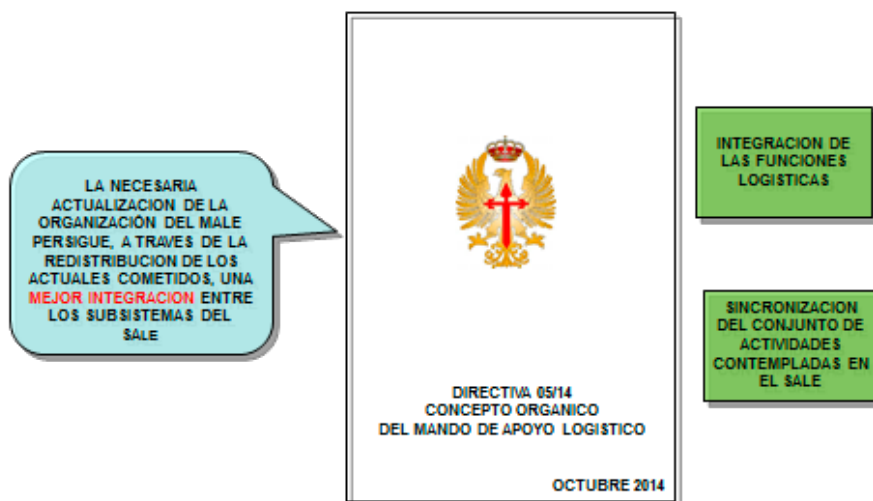 LA NECESARIA
ACTUALIZACION DE LA
ORGANIZACIÓN DEL MALE
PERSIGUE, A TRAVES DE LA
REDISTRIBUCION DE LOS
ACTUALES COMETIDOS, UNA
MEJOR INTEGRACION ENTRE
LOS SUBSISTEMAS DEL
SALE
DIRECTIVA 05/14
CONCEPTO ORGANICO
DEL MANDO DE APOYO LOGISTICO
OCTUBRE 2014
INTEGRACION DE
LAS FUNCIONES
LOGISTICAS
SINCRONIZACION
DEL CONJUNTO DE
ACTIVIDADES
CONTEMPLADAS EN
EL SALE